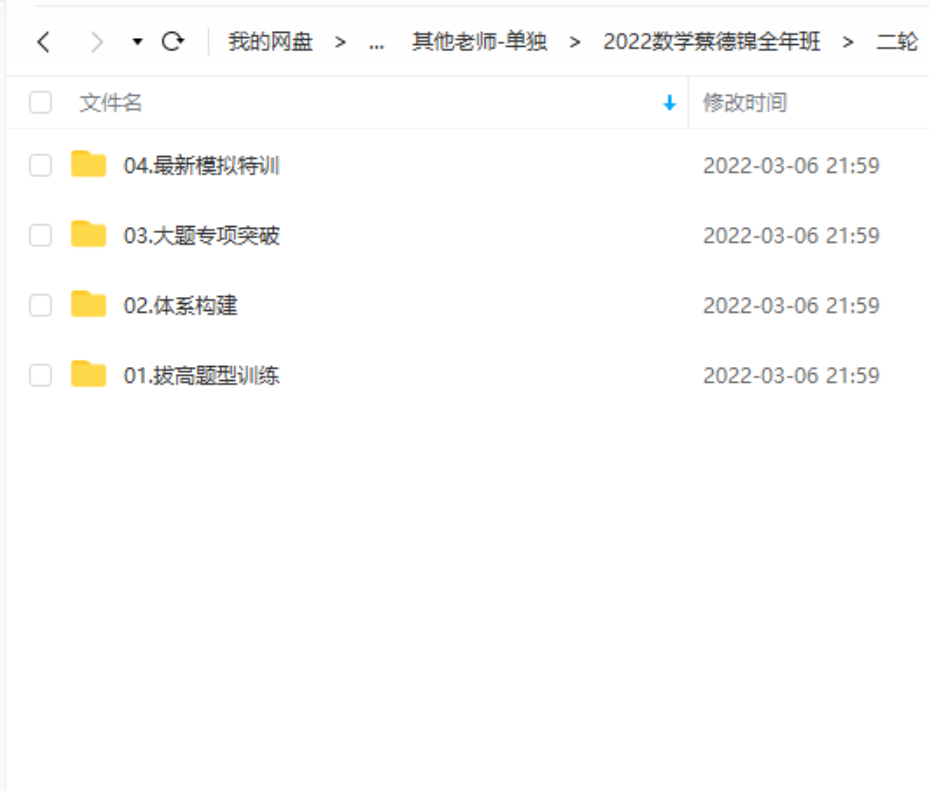 我的网盘 > ... 其他老师-单独 > 2022数学蔡德锦全年班 > 二轮
文件名 修改时间
04.最新模拟特训 2022-03-06 21:59
03.大题专项突破 2022-03-06 21:59
02.体系构建 2022-03-06 21:59
01.拔高题型训练 2022-03-06 21:59